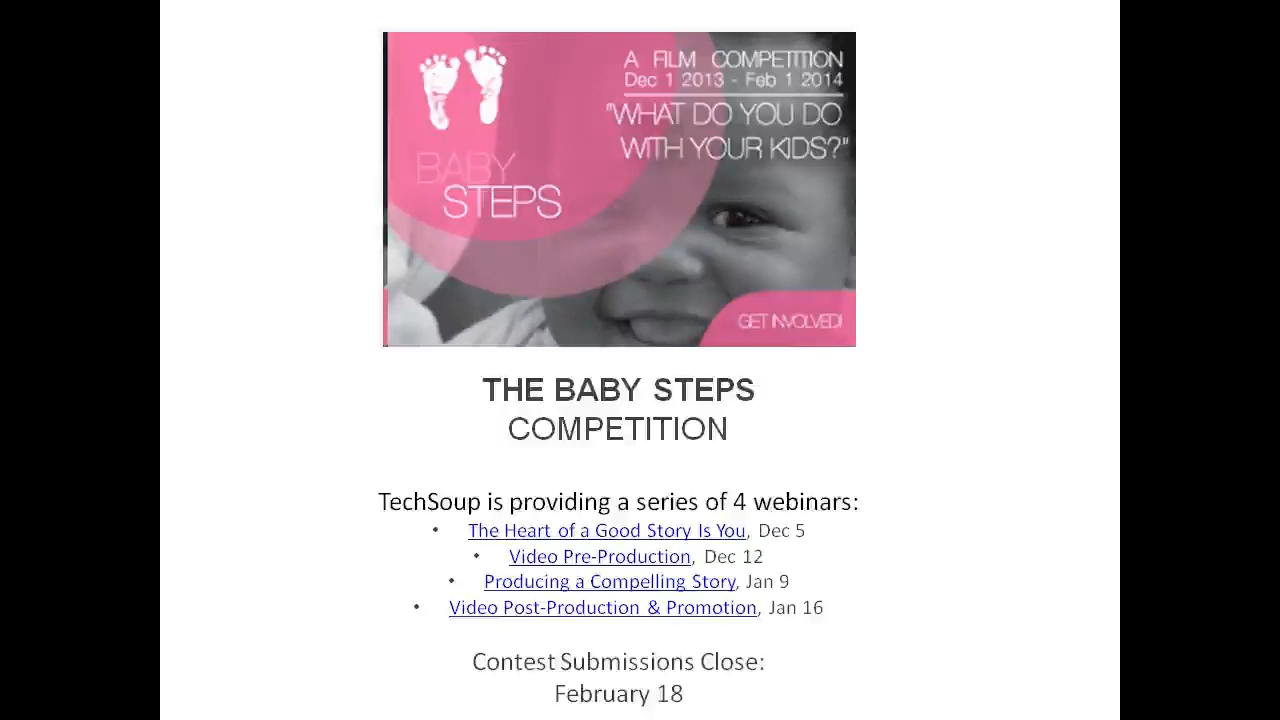 BABY
STEPS
A FILM COMPETITION
Dec 1 2013 - Feb 1 2014
"WHAT DO YOU DO
WITH YOUR KIDS?"
GET INVOLVED!
THE BABY STEPS
COMPETITION
TechSoup is providing a series of 4 webinars:
• The Heart of a Good Story Is You, Dec 5
• Video Pre-Production, Dec 12
• Producing a Compelling Story, Jan 9
• Video Post-Production & Promotion, Jan 16
Contest Submissions Close:
February 18